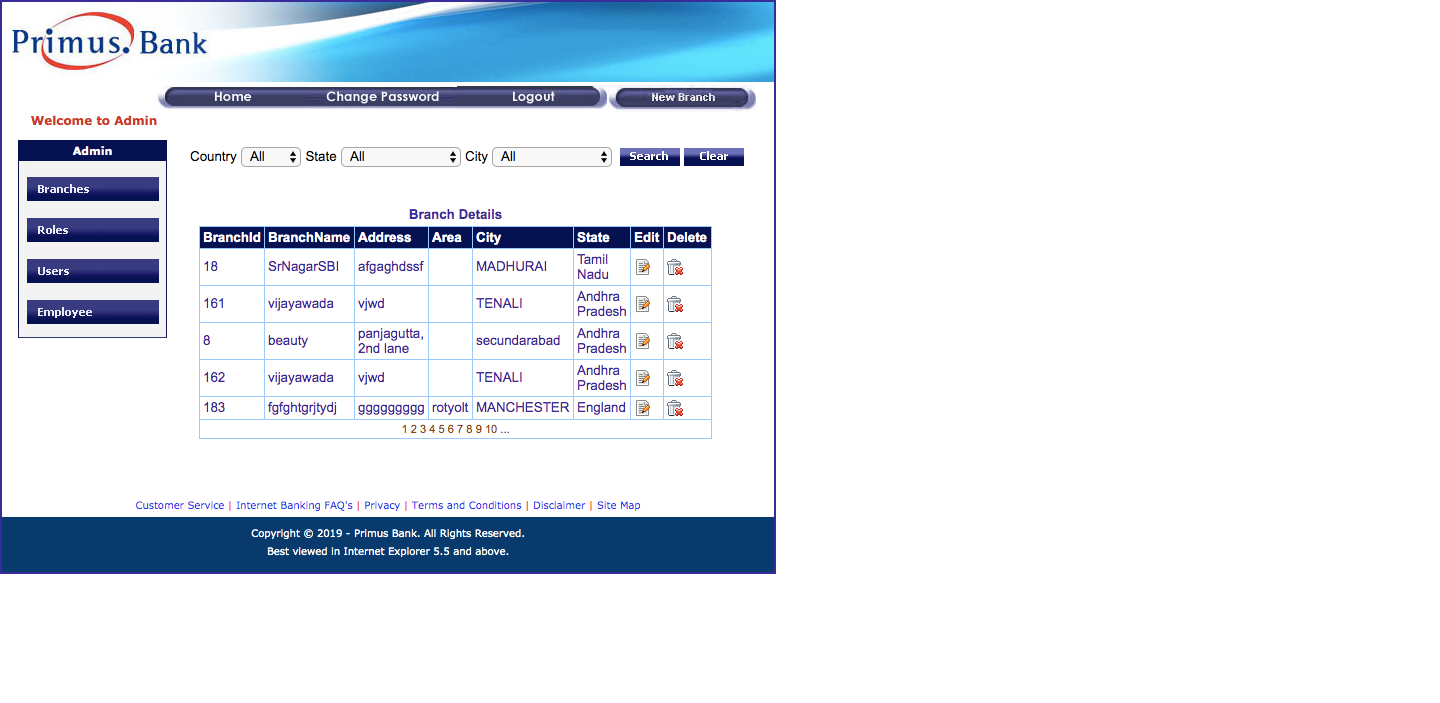 Primus. Bank
Home Change Password Logout New Branch
Welcome to Admin
Admin
Branches
Roles
Users
Employee
Country All State All City All Search Clear
Branch Details
BranchId BranchName Address Area City State Edit Delete
18 SrNagarSBI afgaghdssf MADHURAI Tamil
Nadu
161 vijayawada vjwd TENALI Andhra
Pradesh
8 beauty panjagutta, secundarabad Andhra
2nd lane Pradesh
162 vijayawada vjwd TENALI Andhra
Pradesh
183 fgfghtgrjtydj ggggggggg rotyolt MANCHESTER England
1 2 3 4 5 6 7 8 9 10 ...
Customer Service | Internet Banking FAQ's | Privacy | Terms and Conditions | Disclaimer | Site Map
Copyright © 2019 - Primus Bank. All Rights Reserved.
Best viewed in Internet Explorer 5.5 and above.